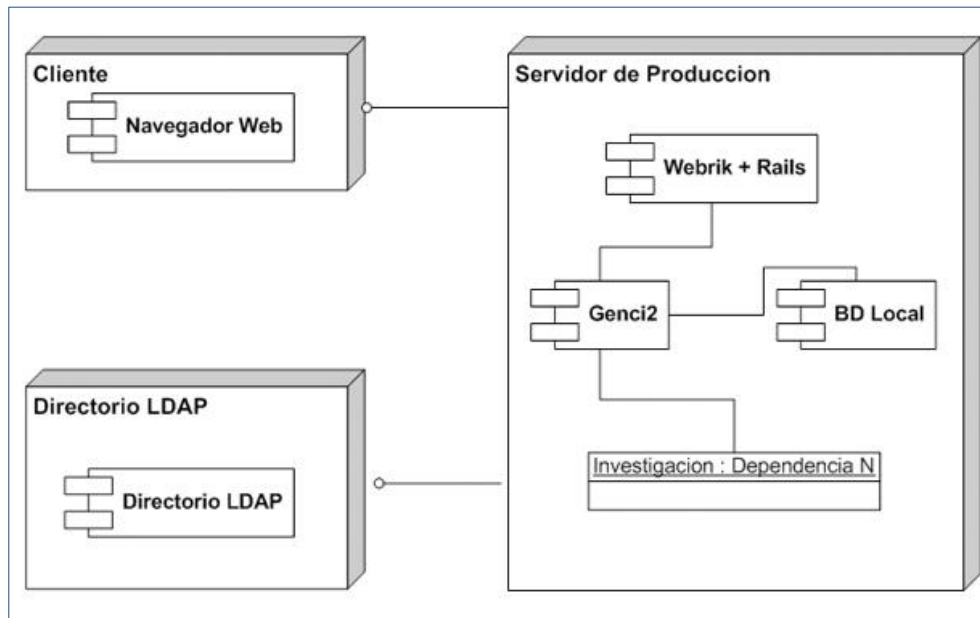 Cliente
Navegador Web
Servidor de Produccion
Webrik + Rails
Genci2
BD Local
Directorio LDAP
Directorio LDAP
Investigacion : Dependencia N